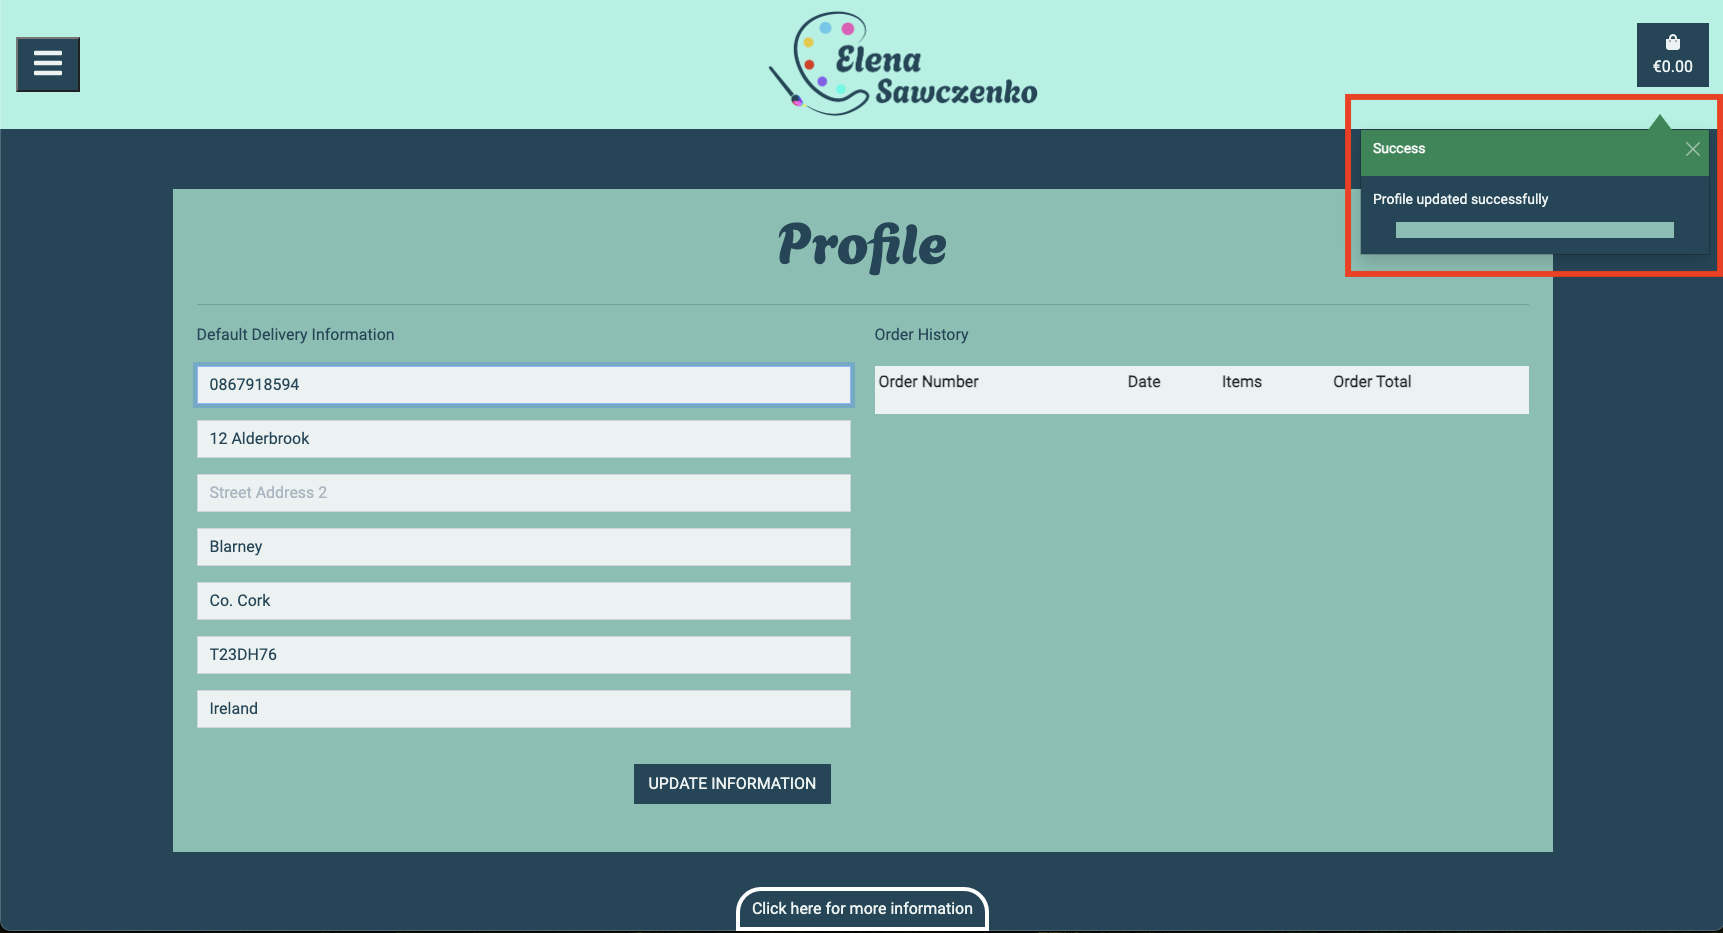 Elena
Sawczenko
€0.00
Success
Profile updated successfully
Profile
Default Delivery Information
0867918594
12 Alderbrook
Street Address 2
Blarney
Co. Cork
T23DH76
Ireland
UPDATE INFORMATION
Order History
Order Number Date Items Order Total
Click here for more information